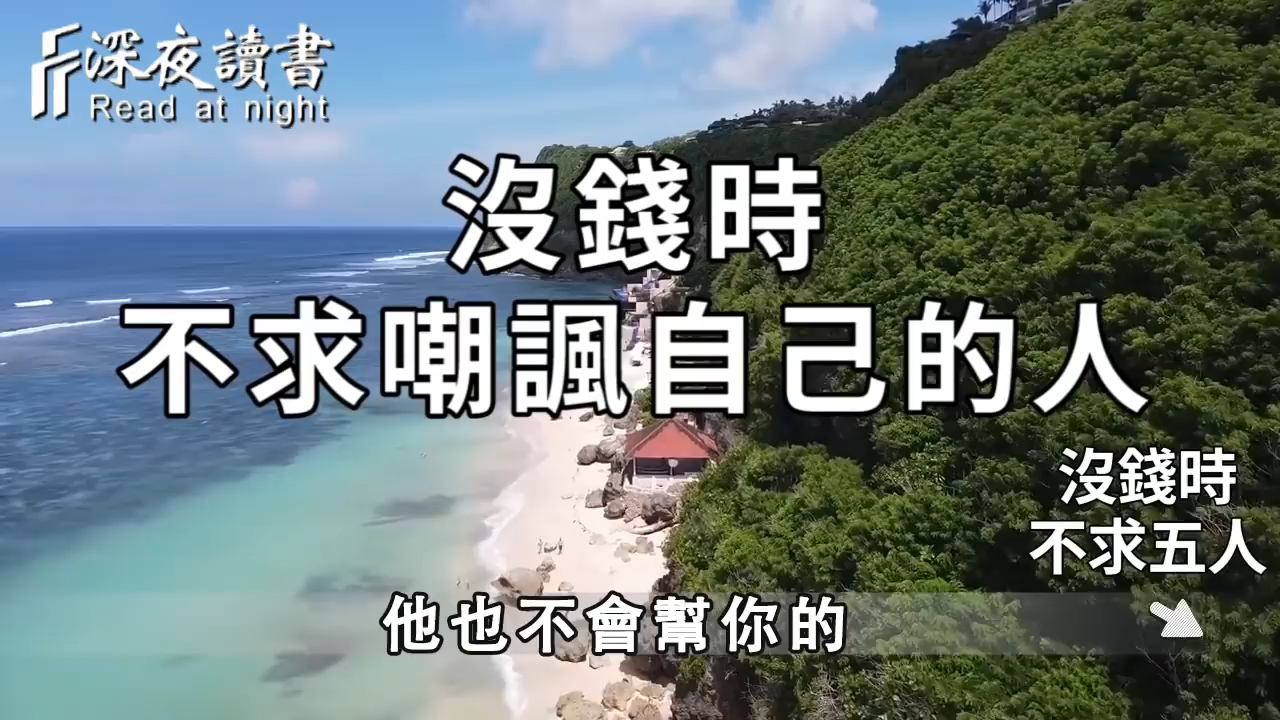 深夜讀書
Read at night
沒錢時
不求嘲諷自己的人
沒錢時
不求五人
他也不會幫你的